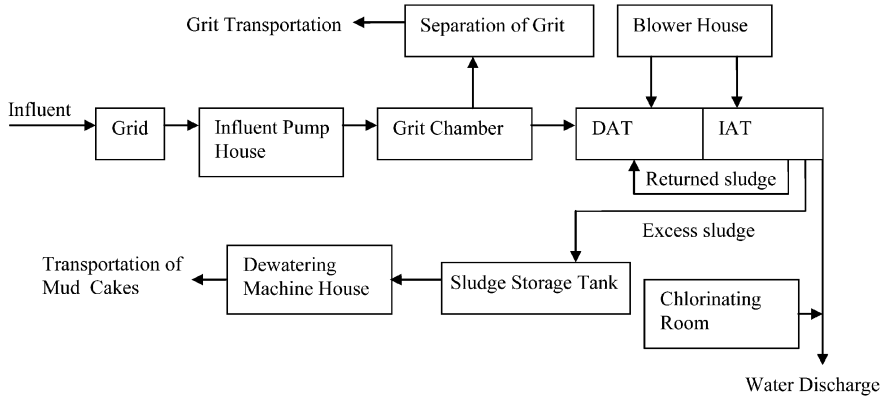 Grit Transportation
Separation of Grit
Blower House
Influent
Grid
Influent Pump
House
Grit Chamber
DAT
IAT
Returned sludge
Excess sludge
Transportation of
Mud Cakes
Dewatering
Machine House
Sludge Storage Tank
Chlorinating
Room
Water Discharge